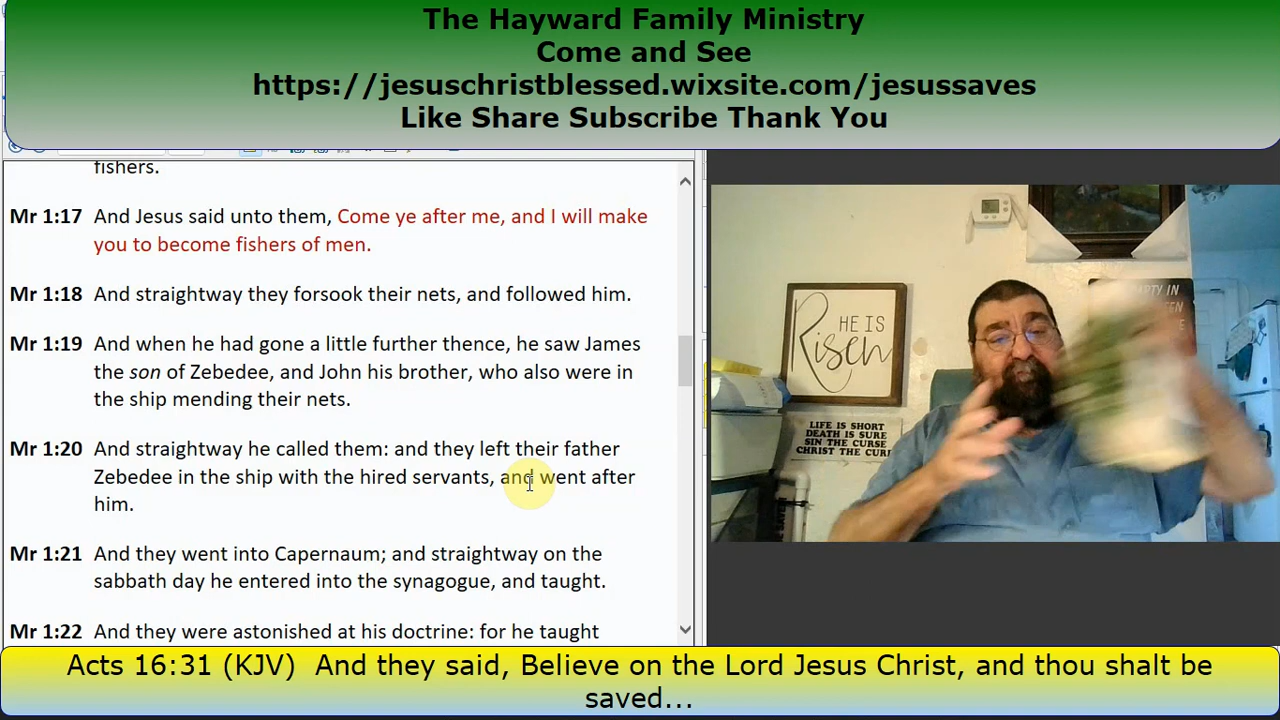 The Hayward Family Ministry
Come and See
https://jesuschristblessed.wixsite.com/jesussaves
Like Share Subscribe Thank You
fishers.
Mr 1:17 And Jesus said unto them, Come ye after me, and I will make
you to become fishers of men.
Mr 1:18 And straightway they forsook their nets, and followed him.
Mr 1:19 And when he had gone a little further thence, he saw James
the son of Zebedee, and John his brother, who also were in
the ship mending their nets.
Mr 1:20 And straightway he called them: and they left their father
Zebedee in the ship with the hired servants, and went after
him.
Mr 1:21 And they went into Capernaum; and straightway on the
sabbath day he entered into the synagogue, and taught.
Mr 1:22 And they were astonished at his doctrine: for he taught
HE IS
Risen
LIFE IS SHORT
DEATH IS SURE
SIN THE CURSE
CHRIST THE CUR
IN
Acts 16:31 (KJV) And they said, Believe on the Lord Jesus Christ, and thou shalt be
saved...